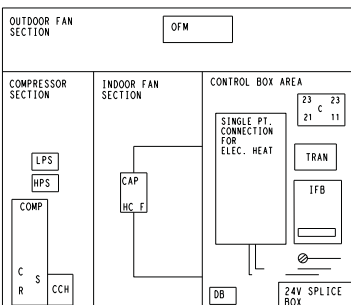 OUTDOOR FAN
SECTION
OFM
COMPRESSOR
SECTION
LPS
HPS
COMP
C
S
R
CCH
INDOOR FAN
SECTION
CAP
HC F
CONTROL BOX AREA
SINGLE PT.
CONNECTION
FOR
ELEC. HEAT
23 23
C
21 11
TRAN
IFB
DB
24V SPLICE
BOX